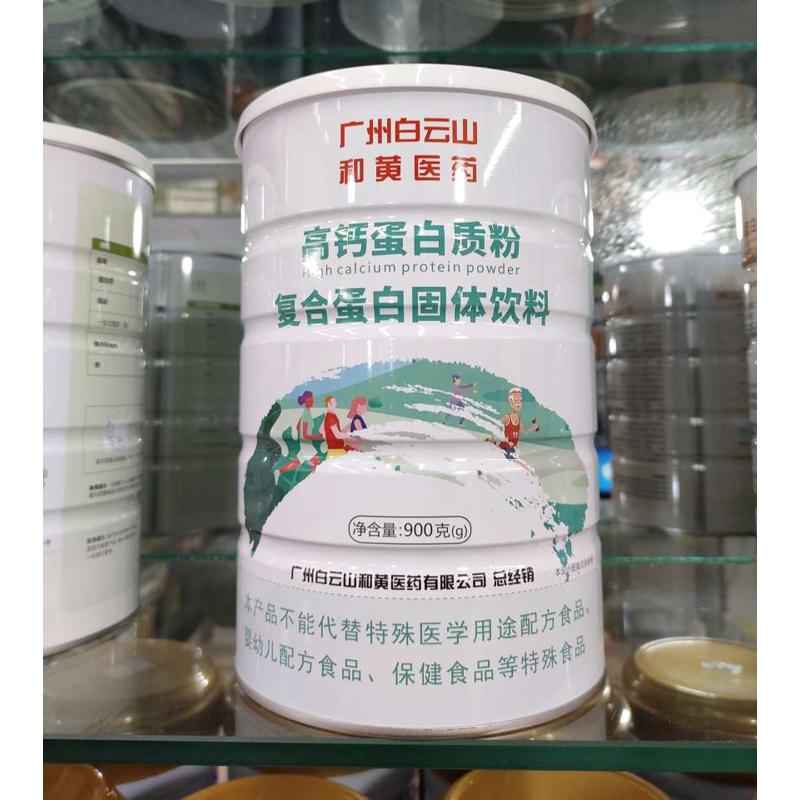 广州白云山
和黄医药
高钙蛋白质粉
High calcium protein powder
复合蛋白固体饮料
净含量:900克(g)
广州白云山和黄医药有限公司 总经销
本产品不能代替特殊医学用途配方食品、
婴幼儿配方食品、保健食品等特殊食品